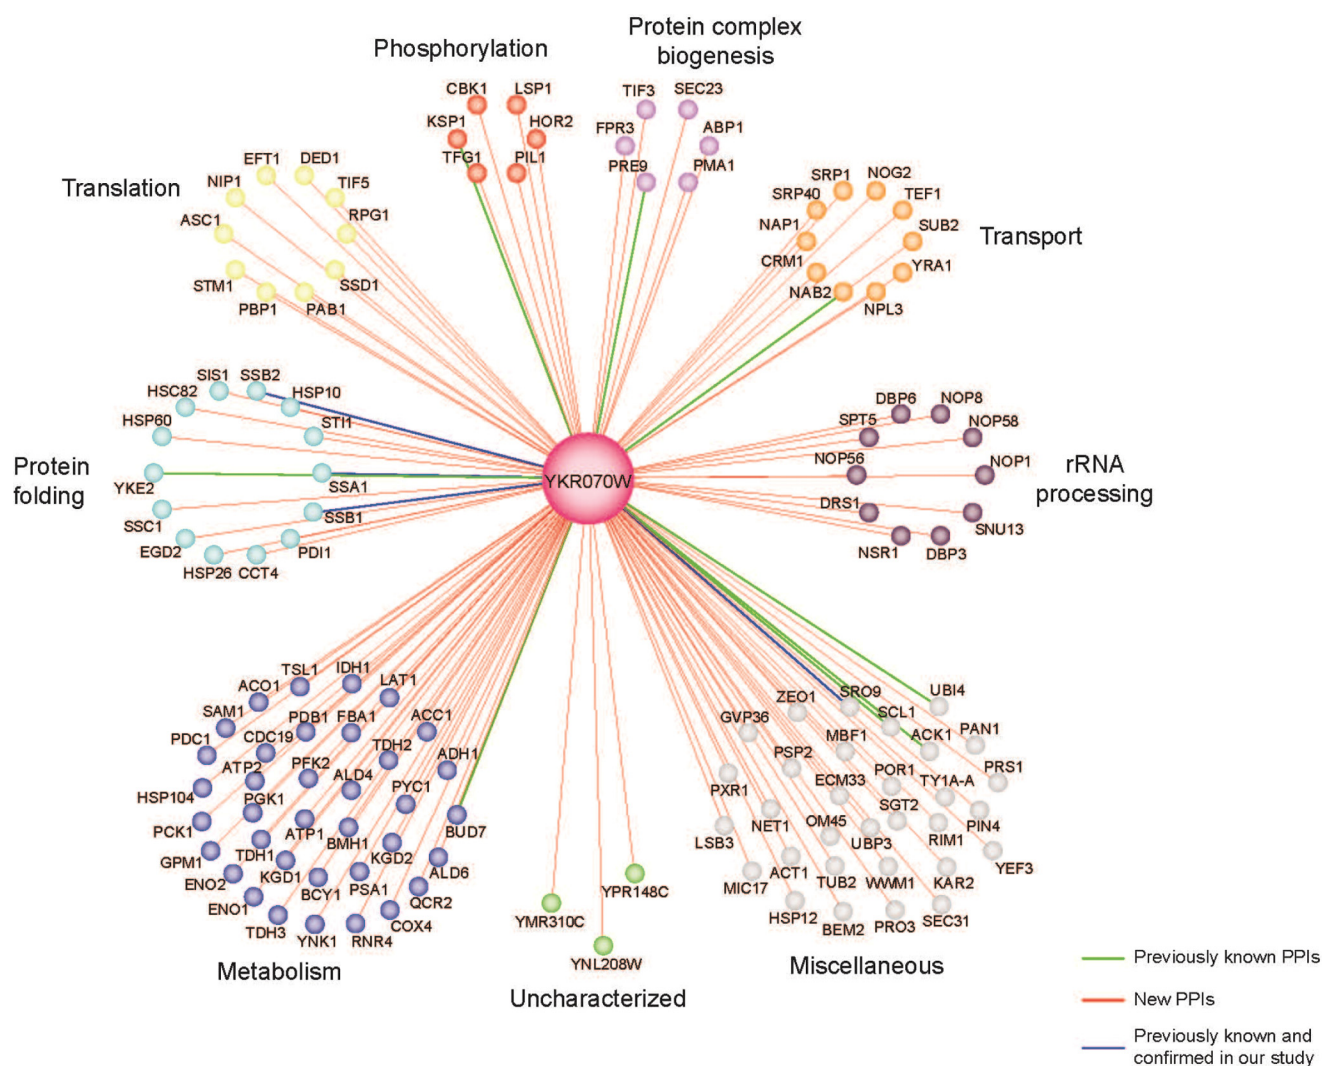 Protein complex
biogenesis
Phosphorylation
CBK1
LSP1
KSP1
HOR2
TFG1
PIL1
TIF3
SEC23
FPR3
ABP1
PRE9
PMA1
Translation
EFT1
DED1
NIP1
TIF5
ASC1
RPG1
STM1
SSD1
PBP1
PAB1
SRP1
NOG2
SRP40
TEF1
NAP1
SUB2
CRM1
YRA1
NAB2
NPL3
Transport
SIS1
SSB2
HSC82
HSP10
HSP60
STI1
Protein
folding
YKE2
SSA1
SSC1
SSB1
EGD2
PDI1
HSP26
CCT4
YKR070W
DBP6
NOP8
SPT5
NOP58
NOP56
NOP1
DRS1
SNU13
NSR1
DBP3
rRNA
processing
TSL1
IDH1
LAT1
ACO1
SAM1
PDB1
FBA1
ACC1
PDC1
CDC19
TDH2
ADH1
ATP2
PFK2
ALD4
PYC1
HSP104
PGK1
BUD7
PCK1
ATP1
BMH1
GPM1
TDH1
KGD2
KGD1
ALD6
ENO2
BCY1
PSA1
QCR2
ENO1
COX4
TDH3
YNK1
RNR4
Metabolism
YPR148C
YMR310C
YNL208W
Uncharacterized
ZEO1
SRO9
UBI4
GVP36
SCL1
MBF1
ACK1
PAN1
PSP2
POR1
PXR1
ECM33
TY1A-A
PRS1
SGT2
NET1
OM45
RIM1
PIN4
LSB3
UBP3
YEF3
MIC17
ACT1
TUB2
WWM1
KAR2
HSP12
BEM2
PRO3
SEC31
Miscellaneous
Previously known PPIs
New PPIs
Previously known and
confirmed in our study